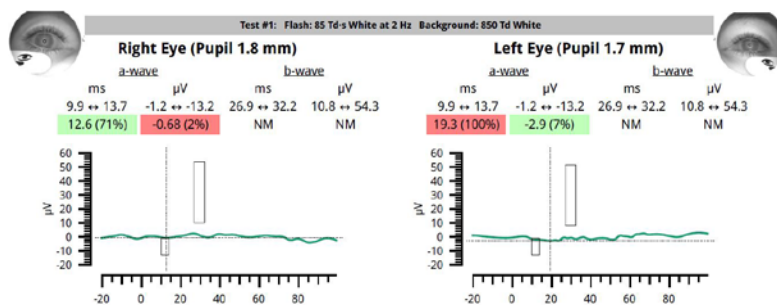 Test #1: Flash: 85 Td·s White at 2 Hz Background: 850 Td White
Right Eye (Pupil 1.8 mm)
a-wave b-wave
ms µV ms µV
9.9 ↔ 13.7 -1.2 ↔ -13.2 26.9 ↔ 32.2 10.8 ↔ 54.3
12.6 (71%) -0.68 (2%) NM NM
60
50
40
30
20
10
0
-10
-20
µV
-20 0 20 40 60 80
Left Eye (Pupil 1.7 mm)
a-wave b-wave
ms µV ms µV
9.9 ↔ 13.7 -1.2 ↔ -13.2 26.9 ↔ 32.2 10.8 ↔ 54.3
19.3 (100%) -2.9 (7%) NM NM
60
50
40
30
20
10
0
-10
-20
µV
-20 0 20 40 60 80